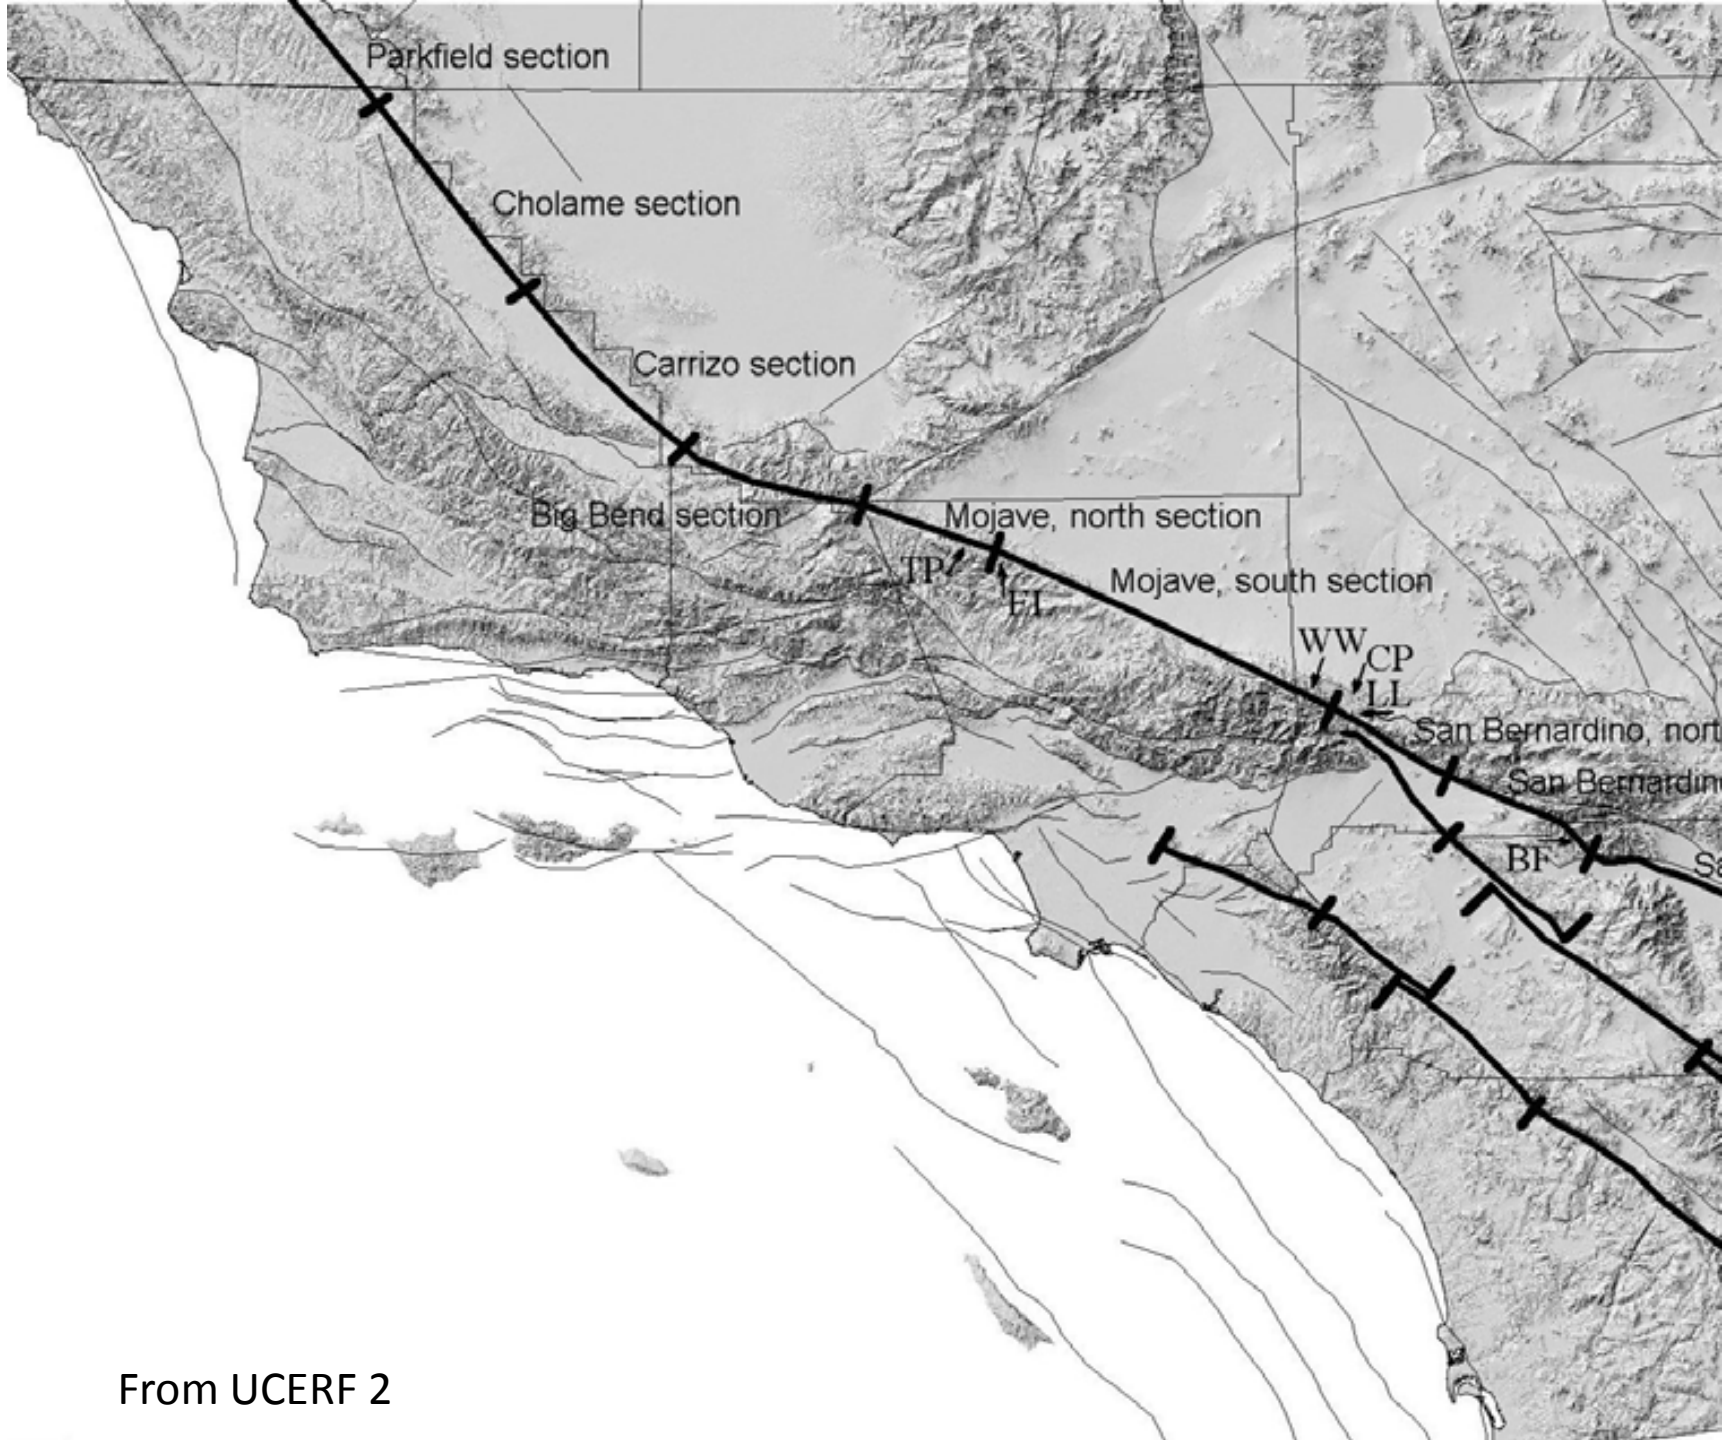 Parkfield section
Cholame section
Carrizo section
Big Bend section
Mojave, north section
TP
EL
Mojave, south section
WW
CP
LL
San Bernardino, nort
San Bernardino
BF
Sa
From UCERF 2